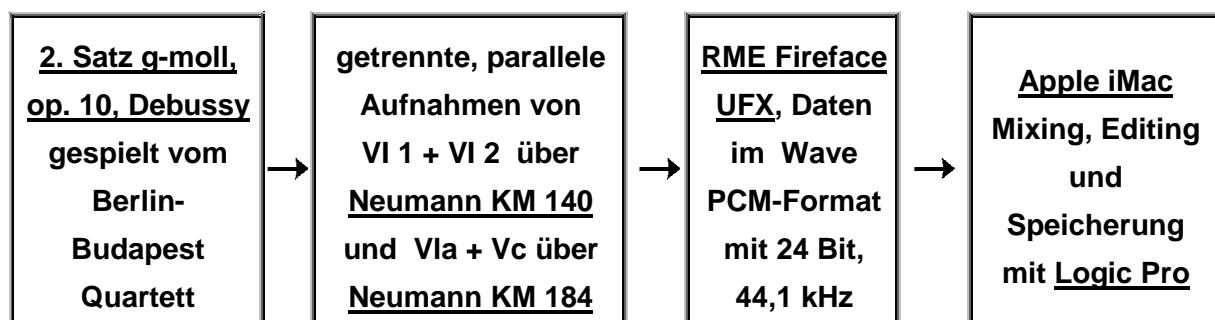 2. Satz g-moll,
op. 10, Debussy
gespielt vom
Berlin-
Budapest
Quartett
getrennte, parallele
Aufnahmen von
Vl 1 + Vl 2 über
Neumann KM 140
und Vla + Vc über
Neumann KM 184
RME Fireface
UFX, Daten
im Wave
PCM-Format
mit 24 Bit,
44,1 kHz
Apple iMac
Mixing, Editing
und
Speicherung
mit Logic Pro